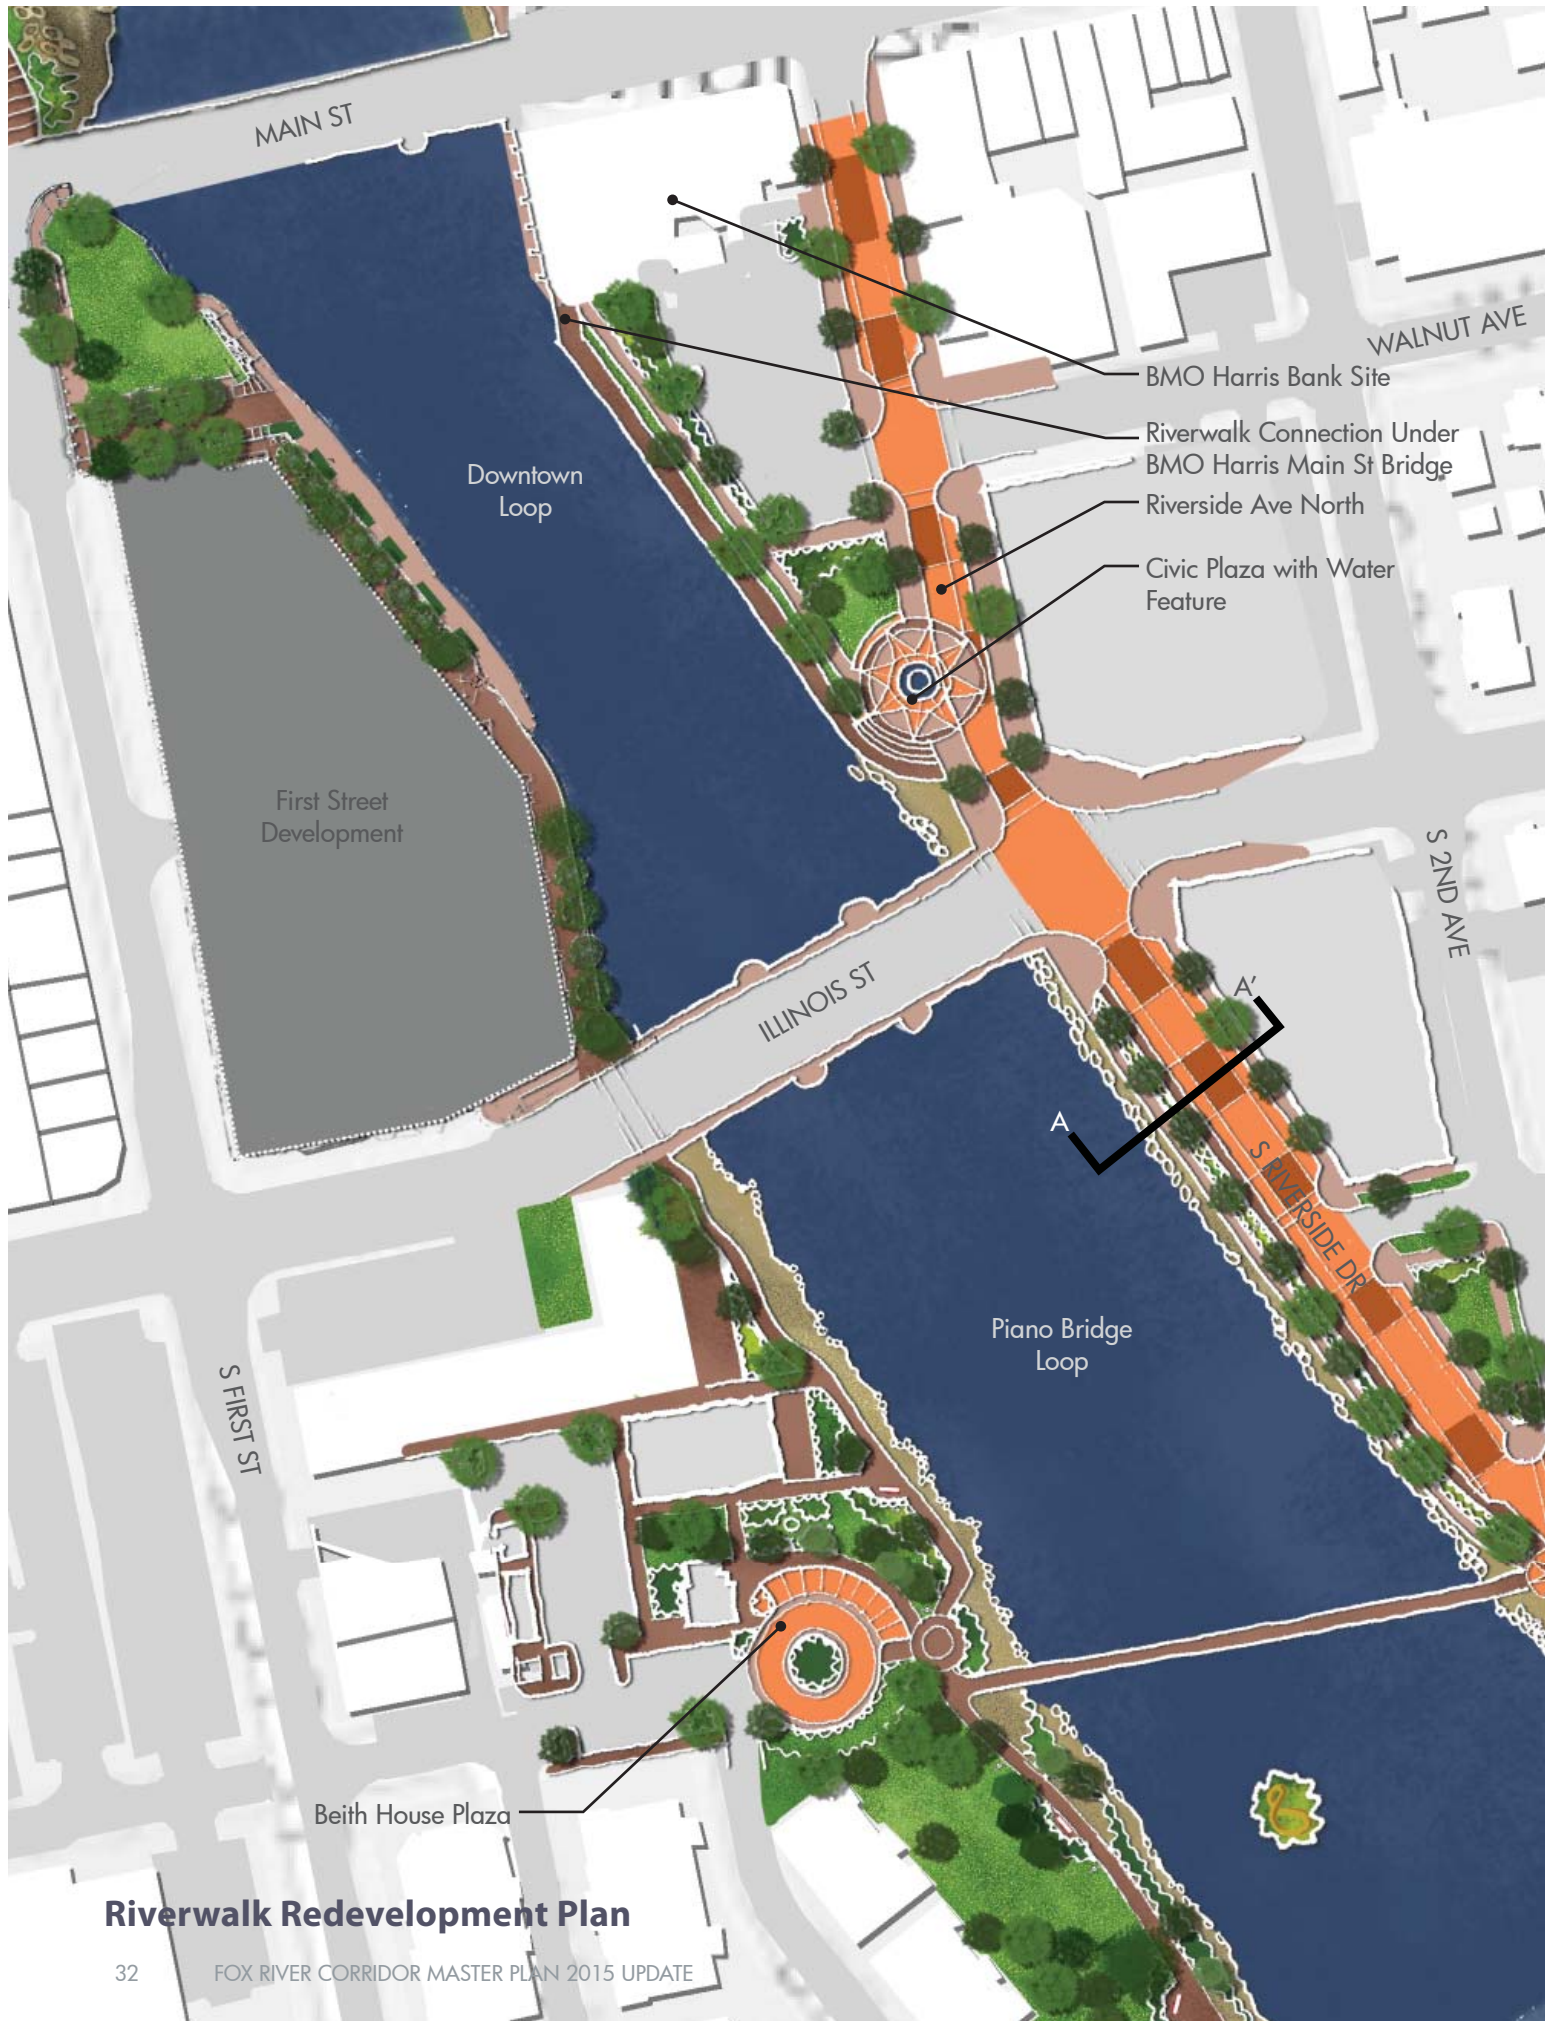 MAIN ST
WALNUT AVE
BMO Harris Bank Site
Riverwalk Connection Under
BMO Harris Main St Bridge
Downtown
Loop
Riverside Ave North
Civic Plaza with Water
Feature
First Street
Development
S 2ND AVE
ILLINOIS ST
A'
A
S RIVERSIDE DR
Piano Bridge
Loop
S FIRST ST
Beith House Plaza
Riverwalk Redevelopment Plan
32 FOX RIVER CORRIDOR MASTER PLAN 2015 UPDATE